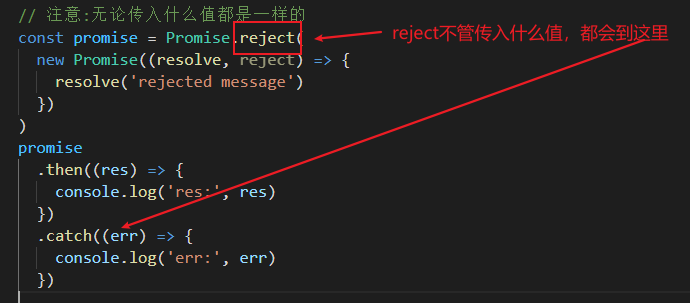 // 注意:无论传入什么值都是一样的
const promise = Promise.reject(
reject不管传入什么值，都会到这里
new Promise((resolve, reject) => {
resolve('rejected message')
})
)
promise
.then((res) => {
console.log('res:', res)
})
.catch((err) => {
console.log('err:', err)
})